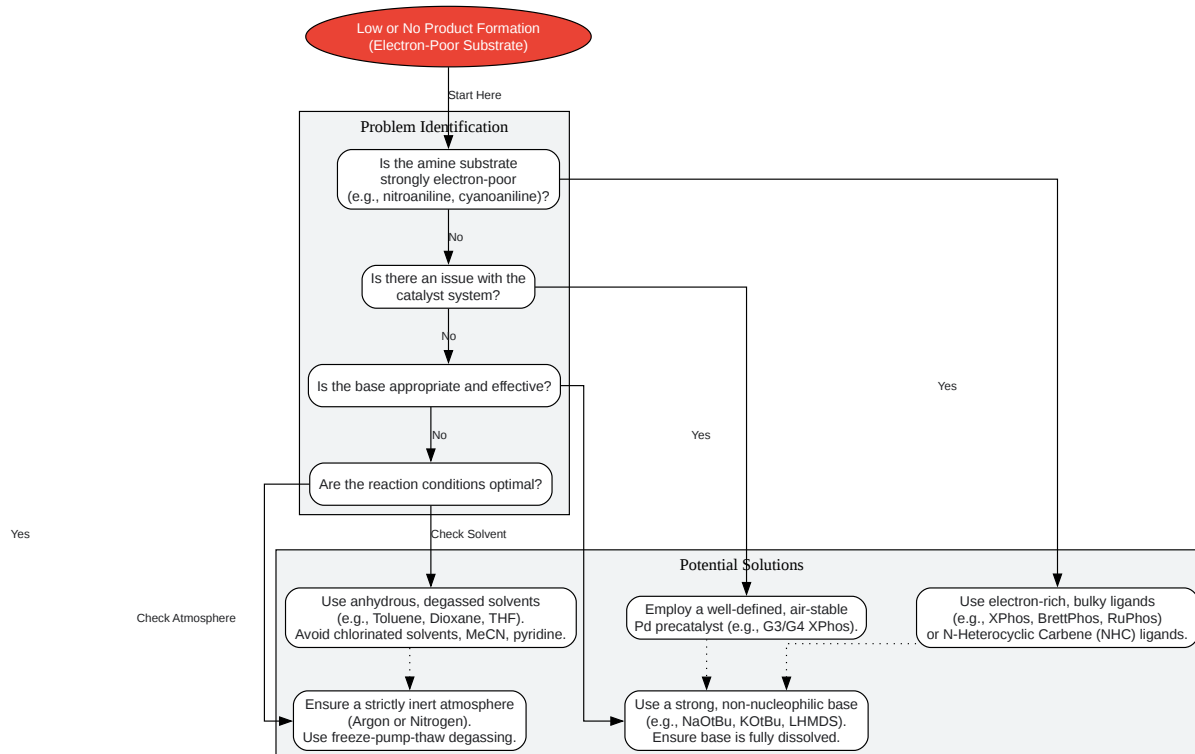 Low or No Product Formation
(Electron-Poor Substrate)
Start Here
Problem Identification
Is the amine substrate
strongly electron-poor
(e.g., nitroaniline, cyanoaniline)?
No
Is there an issue with the
catalyst system?
No
Is the base appropriate and effective?
Yes
Yes
No
Are the reaction conditions optimal?
Yes
Check Solvent
Potential Solutions
Use anhydrous, degassed solvents
(e.g., Toluene, Dioxane, THF).
Avoid chlorinated solvents, MeCN, pyridine.
Employ a well-defined, air-stable
Pd precatalyst (e.g., G3/G4 XPhos).
Use electron-rich, bulky ligands
(e.g., XPhos, BrettPhos, RuPhos)
or N-Heterocyclic Carbene (NHC) ligands.
Check Atmosphere
Ensure a strictly inert atmosphere
(Argon or Nitrogen).
Use freeze-pump-thaw degassing.
Use a strong, non-nucleophilic base
(e.g., NaOtBu, KOtBu, LHMDS).
Ensure base is fully dissolved.